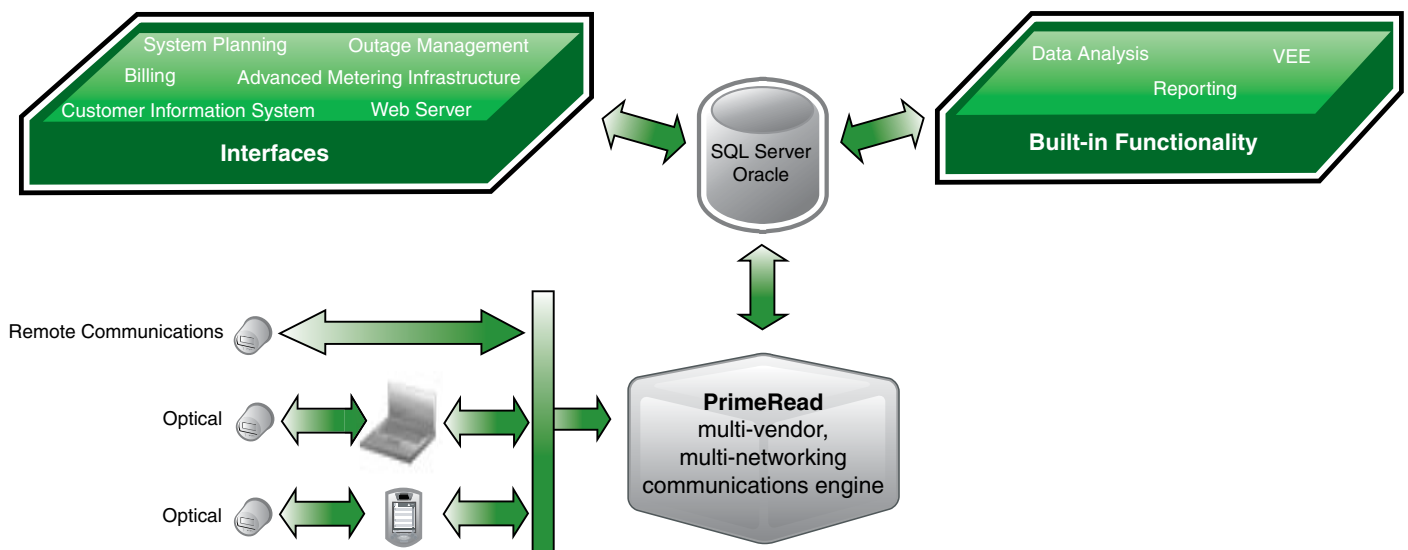 System Planning
Outage Management
Billing
Advanced Metering Infrastructure
Customer Information System
Web Server
Interfaces
SQL Server
Oracle
Data Analysis
VEE
Reporting
Built-in Functionality
Remote Communications
Optical
Optical
PrimeRead
multi-vendor,
multi-networking
communications engine